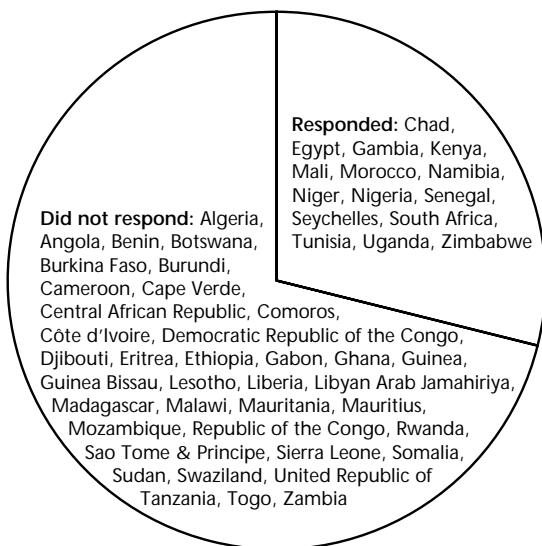 Responded: Chad,
Egypt, Gambia, Kenya,
Mali, Morocco, Namibia,
Niger, Nigeria, Senegal,
Seychelles, South Africa,
Tunisia, Uganda, Zimbabwe
Did not respond: Algeria,
Angola, Benin, Botswana,
Burkina Faso, Burundi,
Cameroon, Cape Verde,
Central African Republic, Comoros,
Côte d'Ivoire, Democratic Republic of the Congo,
Djibouti, Eritrea, Ethiopia, Gabon, Ghana, Guinea,
Guinea Bissau, Lesotho, Liberia, Libyan Arab Jamahiriya,
Madagascar, Malawi, Mauritania, Mauritius,
Mozambique, Republic of the Congo, Rwanda,
Sao Tome & Principe, Sierra Leone, Somalia,
Sudan, Swaziland, United Republic of
Tanzania, Togo, Zambia